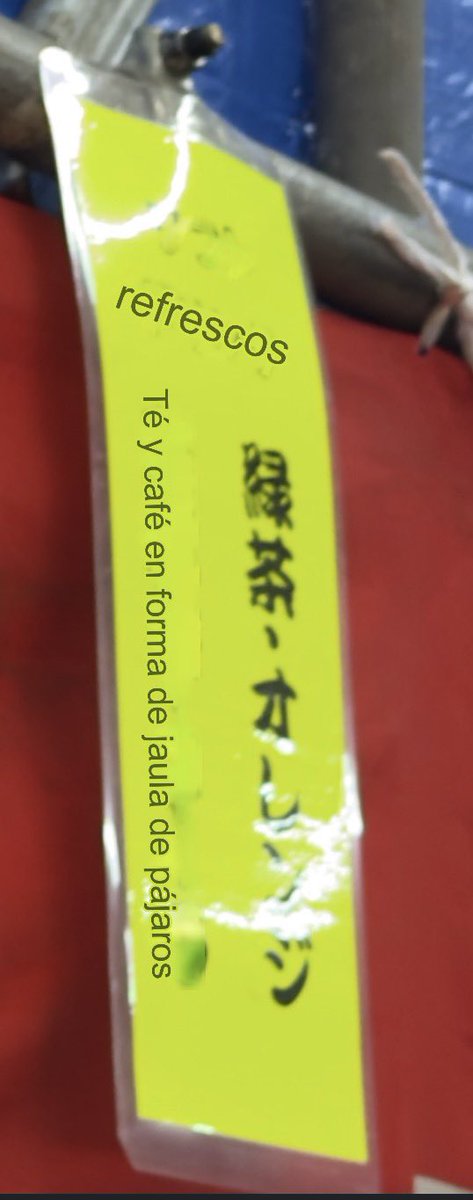 refrescos
緑茶・オレンジ
Té y café en forma de jaula de pájaros